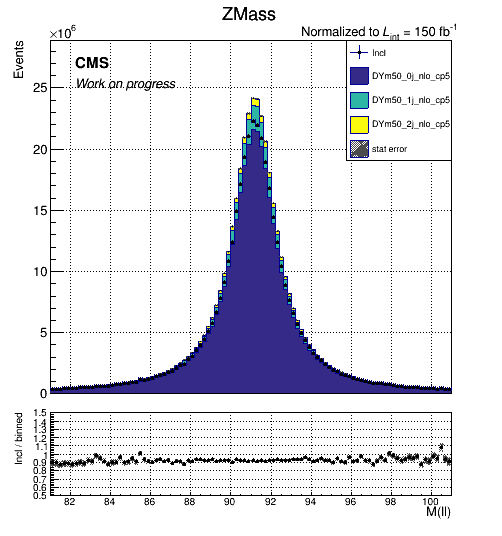 ZMass
×10⁶
Normalized to Lint = 150 fb⁻¹
Events
CMS
Work on progress
Incl
DYm50_0j_nlo_cp5
DYm50_1j_nlo_cp5
DYm50_2j_nlo_cp5
stat error
25
20
15
10
5
0
Incl / binned
1.5
1.4
1.3
1.2
1.1
1
0.9
0.8
0.7
0.6
0.5
82 84 86 88 90 92 94 96 98 100
M(ll)